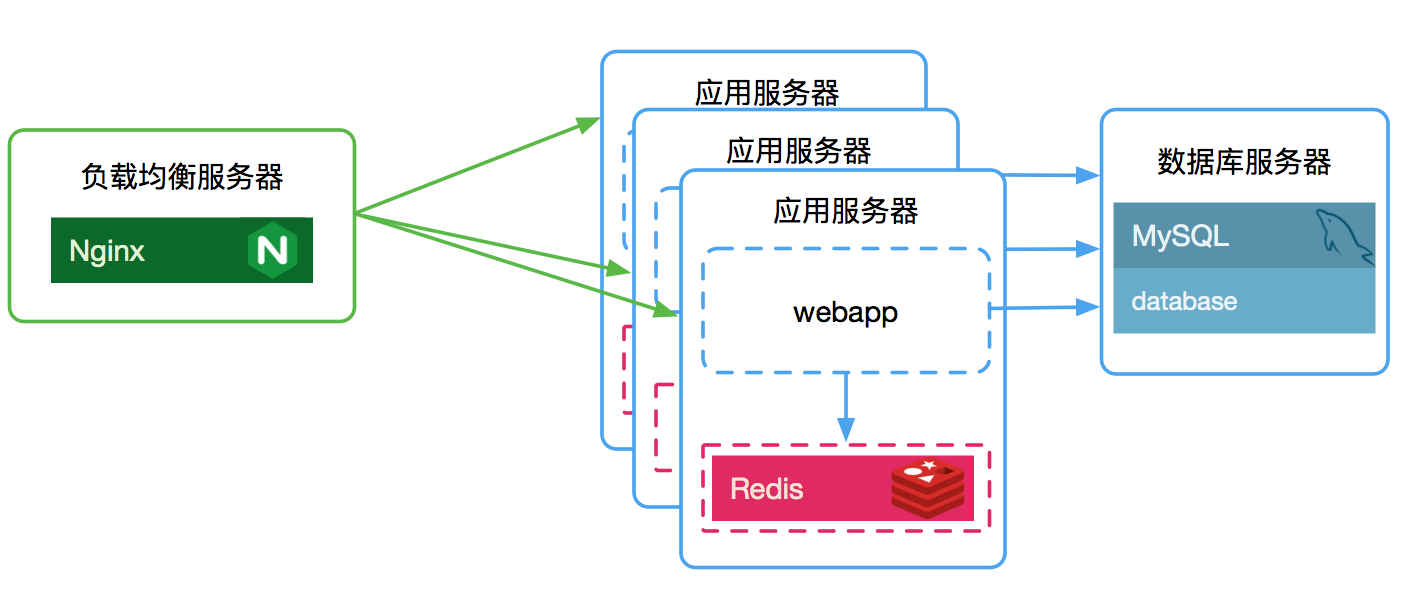 负载均衡服务器
Nginx
应用服务器
应用服务器
应用服务器
webapp
Redis
数据库服务器
MySQL
database